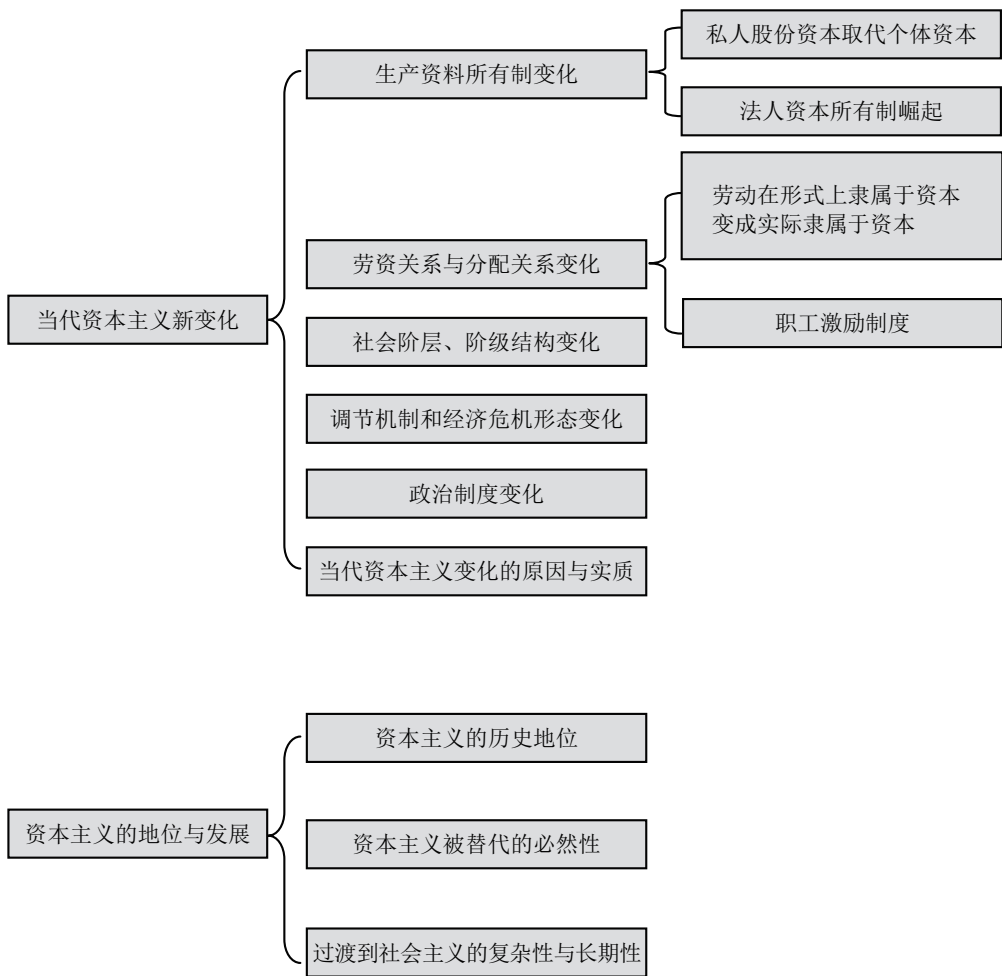 当代资本主义新变化
生产资料所有制变化
私人股份资本取代个体资本
法人资本所有制崛起
劳资关系与分配关系变化
劳动在形式上隶属于资本
变成实际隶属于资本
职工激励制度
社会阶层、阶级结构变化
调节机制和经济危机形态变化
政治制度变化
当代资本主义变化的原因与实质
资本主义的地位与发展
资本主义的历史地位
资本主义被替代的必然性
过渡到社会主义的复杂性与长期性